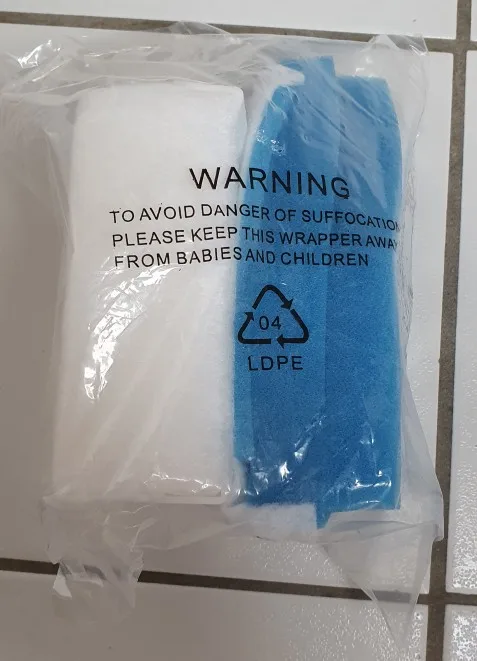 WARNING
TO AVOID DANGER OF SUFFOCATION
PLEASE KEEP THIS WRAPPER AWAY
FROM BABIES AND CHILDREN
04
LDPE